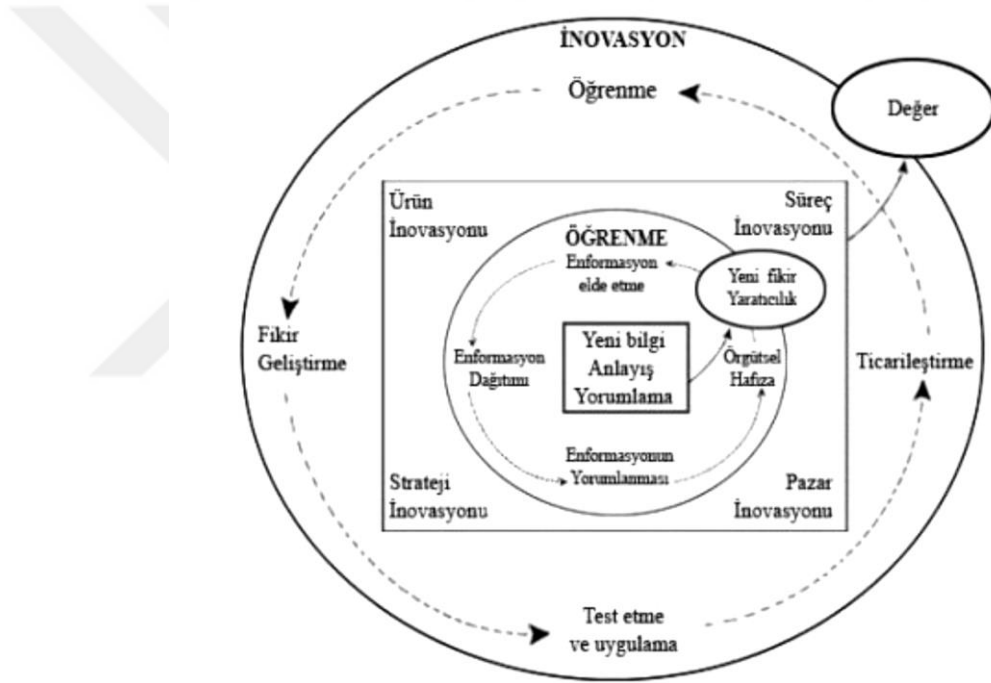 İNOVASYON
Öğrenme
Değer
Ürün
İnovasyonu
Süreç
İnovasyonu
ÖĞRENME
Enformasyon
elde etme
Yeni fikir
Yaratıcılık
Fikir
Geliştirme
Enformasyon
Dağıtımı
Yeni bilgi
Anlayış
Yorumlama
Örgütsel
Hafıza
Ticarileştirme
Enformasyonun
Yorumlanması
Strateji
İnovasyonu
Pazar
İnovasyonu
Test etme
ve uygulama